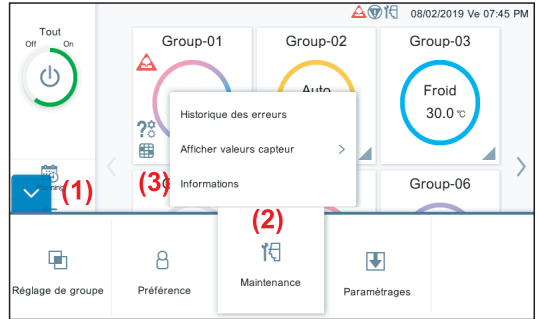 08/02/2019 Ve 07:45 PM
Tout
Off On
Group-01
Group-02
Group-03
Auto
Froid
30.0 °C
Historique des erreurs
Afficher valeurs capteur >
Informations
(1)
(3)
(2)
Group-06
Réglage de groupe
Préférence
Maintenance
Paramètrages